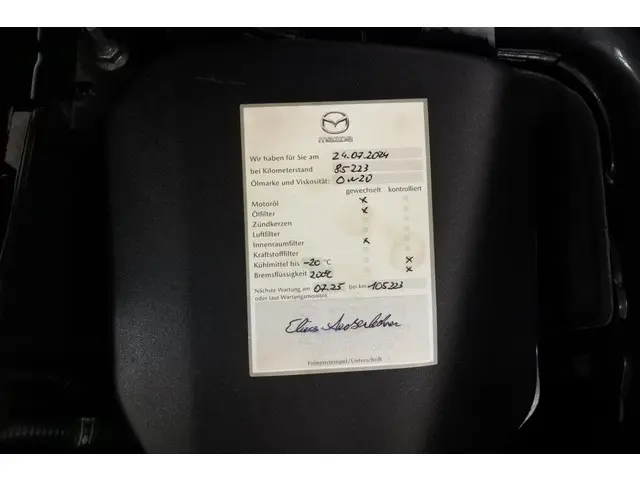 mazda
Wir haben für Sie am 24.07.2024
bei Kilometerstand 85223
Ölmarke und Viskosität: 0w20
gewechselt kontrolliert
Motoröl x
Ölfilter x
Zündkerzen
Luftfilter
Innenraumfilter x
Kraftstofffilter
Kühlmittel bis -20 °C x
Bremsflüssigkeit 200°C x
Nächste Wartung am 07.25 bei km 105223
oder laut Wartungsmonitor
Firmenstempel/Unterschrift